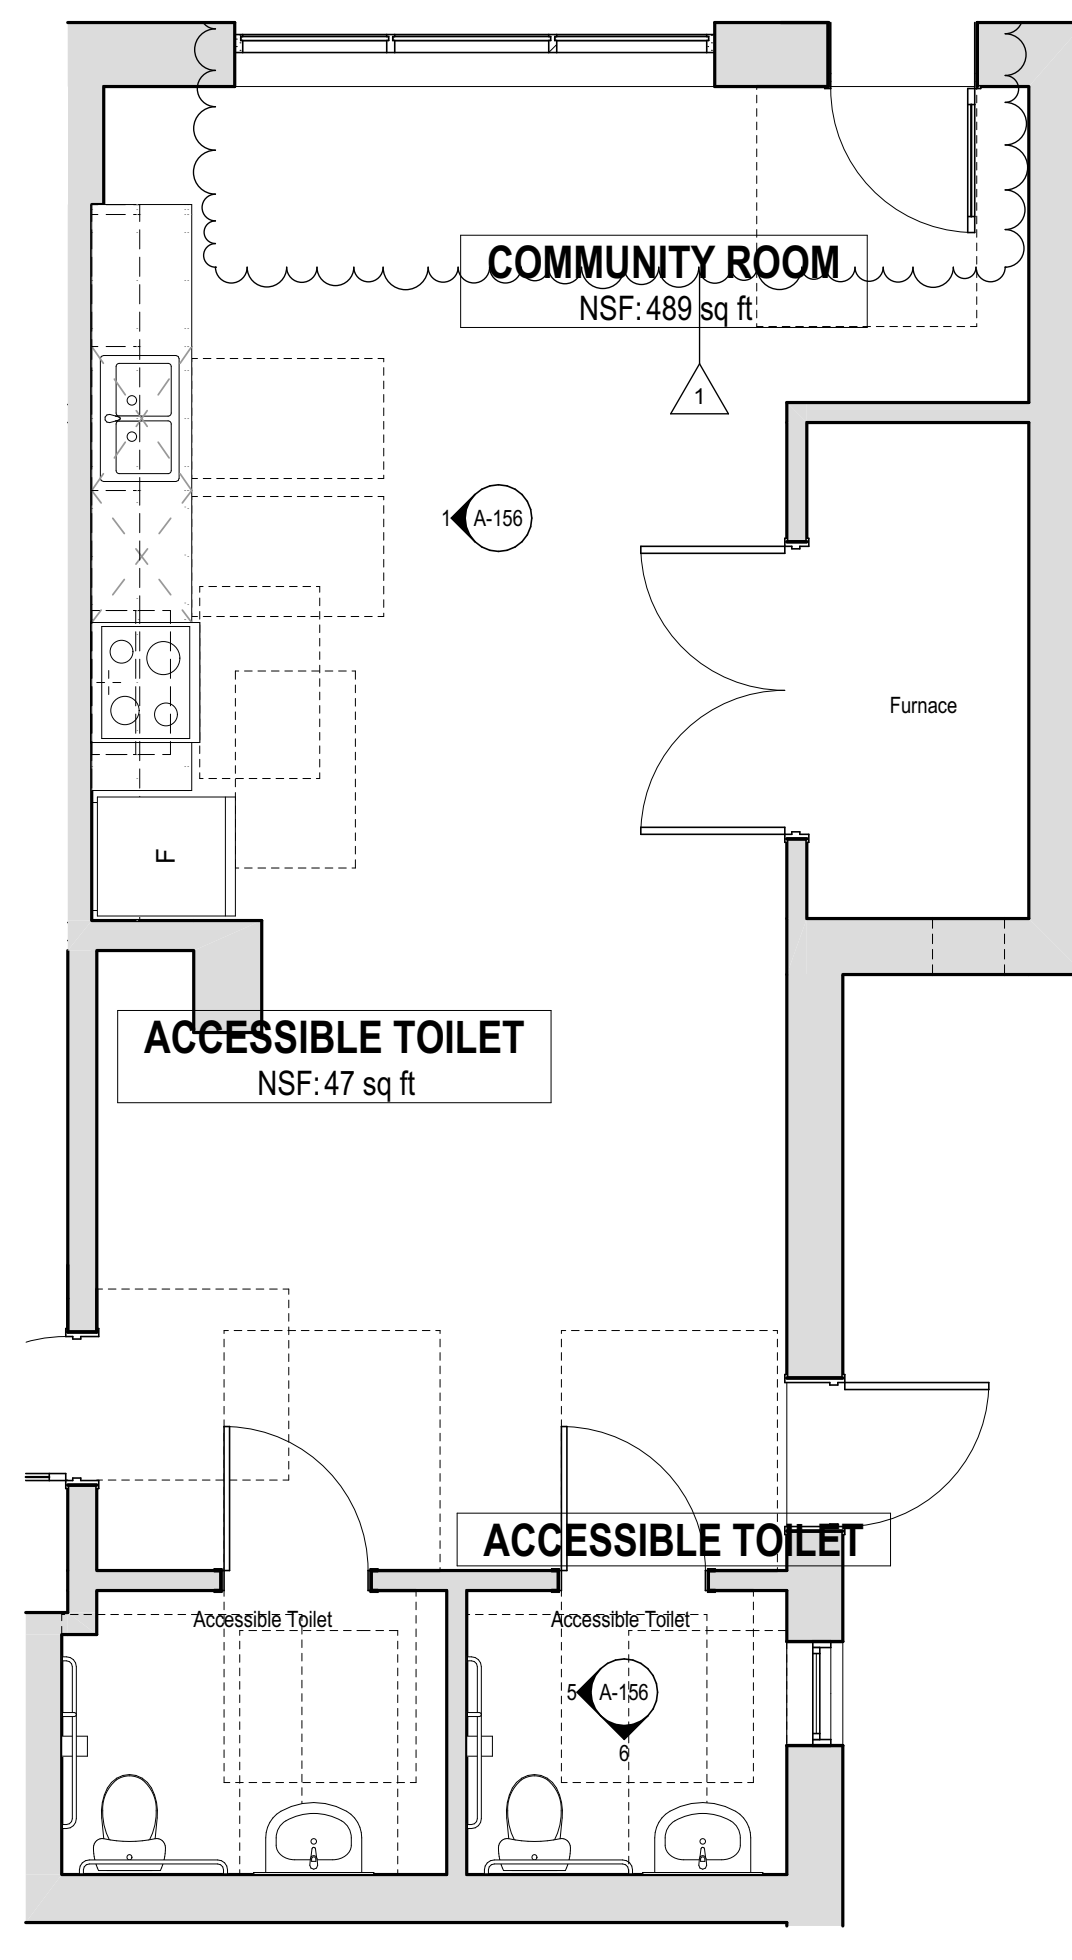 COMMUNITY ROOM
NSF: 489 sq ft
1
1 A-156
Furnace
F
ACCESSIBLE TOILET
NSF: 47 sq ft
ACCESSIBLE TOILET
Accessible Toilet
Accessible Toilet
5 A-156
6